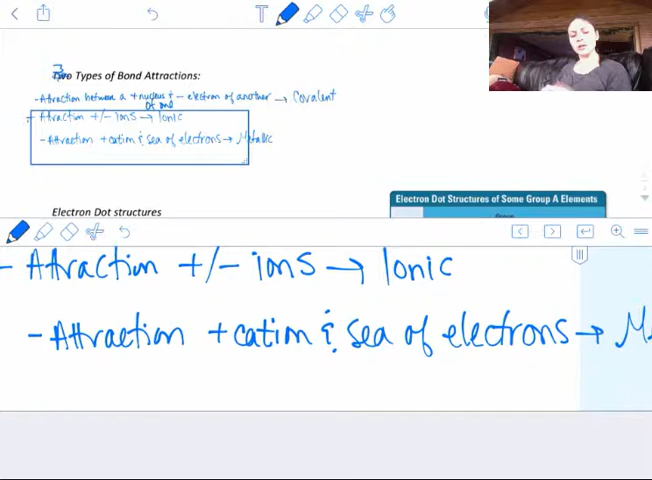 T
3
Two Types of Bond Attractions:
- Attraction between a + nucleus of one & - electron of another → Covalent
- Attraction +/- ions → Ionic
- Attraction + cation & sea of electrons → Metallic
Electron Dot structures
Electron Dot Structures of Some Group A Elements
Group
- Attraction +/- ions → Ionic
- Attraction + cation & sea of electrons →